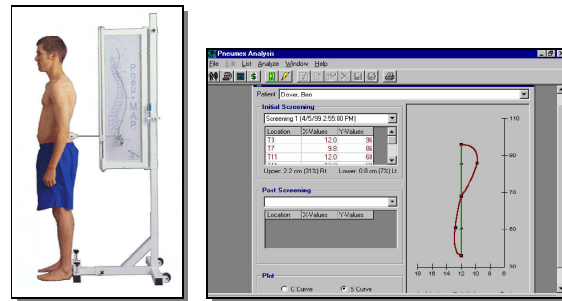 PneuMAP
Pneumex Analysis
File Edit List Analyze Window Help
Patient Dover, Ben
Initial Screening
Screening 1 (4/5/99 2:55:00 PM)
Location X-Values Y-Values
T3 12.0 96
T7 9.8 86
T11 12.0 68
Upper: 2.2 cm (31%) Rt Lower: 0.8 cm (7%) Lt
Post Screening
Location X-Values Y-Values
Plot
C Curve S Curve
110
90
70
50
30
18 16 14 12 10 8 6